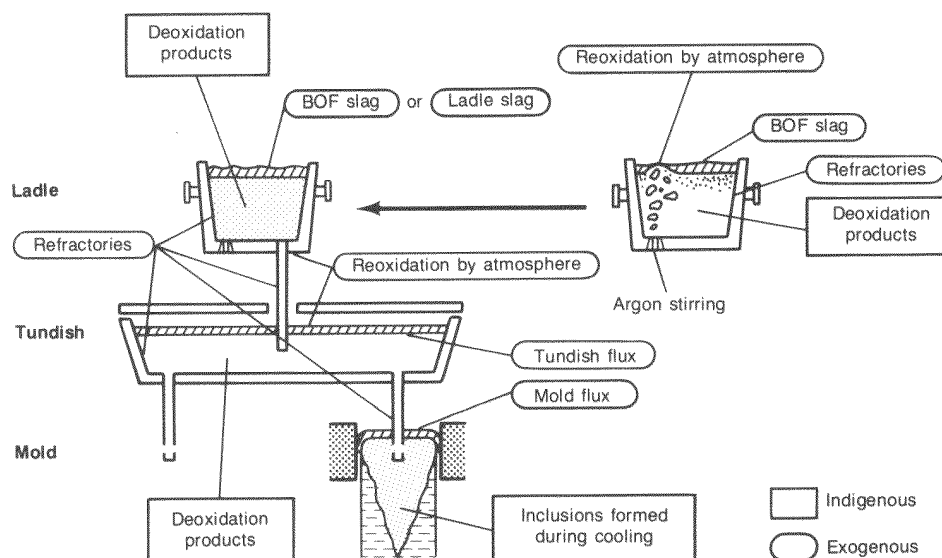 Deoxidation
products
Reoxidation by atmosphere
BOF slag or Ladle slag
BOF slag
Ladle
Refractories
Deoxidation
products
Refractories
Reoxidation by atmosphere
Argon stirring
Tundish
Tundish flux
Mold flux
Mold
Deoxidation
products
Inclusions formed
during cooling
Indigenous
Exogenous